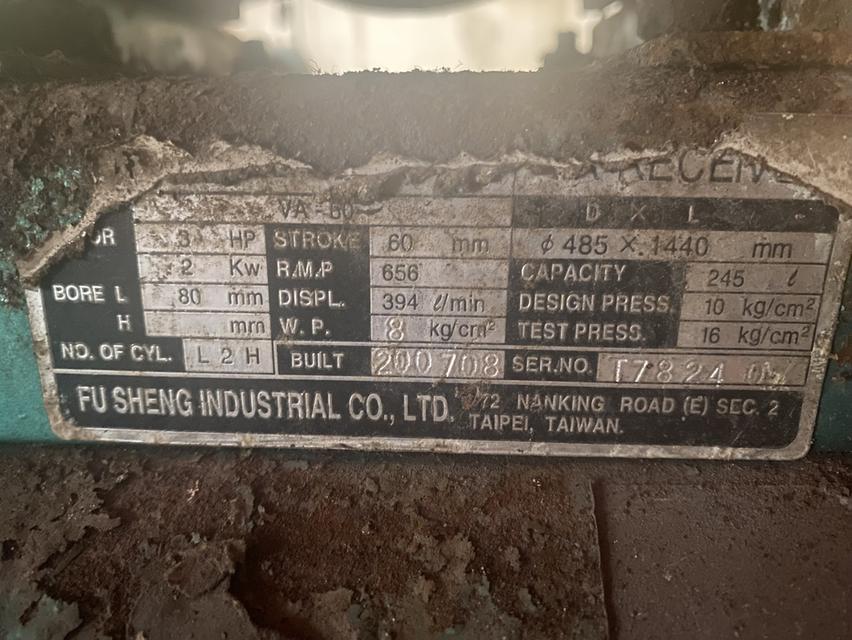 VA-80
D X L
3 HP STROKE 60 mm ϕ 485 X 1440 mm
2 Kw R.M.P 656 CAPACITY 245 ℓ
BORE L 80 mm DISPL. 394 ℓ/min DESIGN PRESS. 10 kg/cm²
H mm W. P. 8 kg/cm² TEST PRESS. 16 kg/cm²
NO. OF CYL. L 2 H BUILT 200708 SER.NO. T7824
FU SHENG INDUSTRIAL CO., LTD. 172 NANKING ROAD (E) SEC. 2
TAIPEI, TAIWAN.